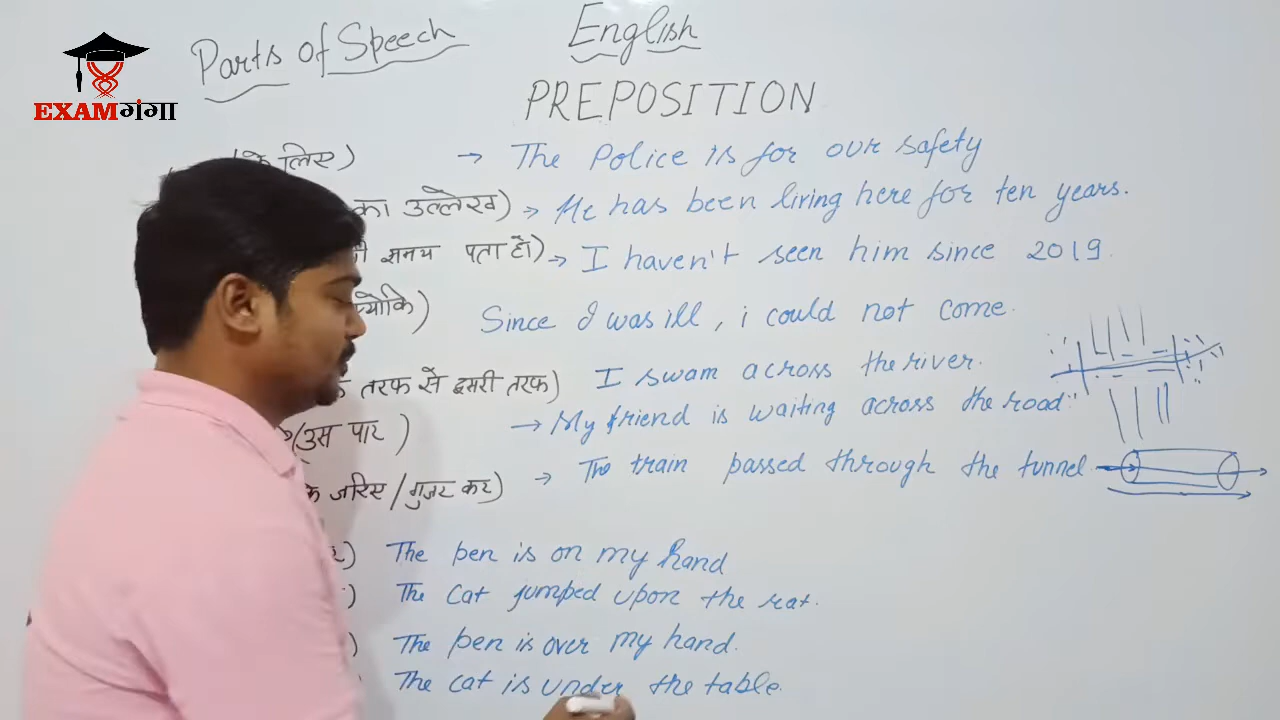 Parts of Speech
English
EXAMगंगा
PREPOSITION
के लिए) → The Police is for our safety
का उल्लेख) → He has been living here for ten years.
समय पता हो) → I haven't seen him since 2019.
Since I was ill, i could not come.
तरफ से दूसरी तरफ) I swam across the river.
(उस पार) → My friend is waiting across the road.
के जरिए/गुजर कर) → The train passed through the tunnel
The pen is on my hand
The cat jumped upon the rat.
The pen is over my hand.
The cat is under the table.